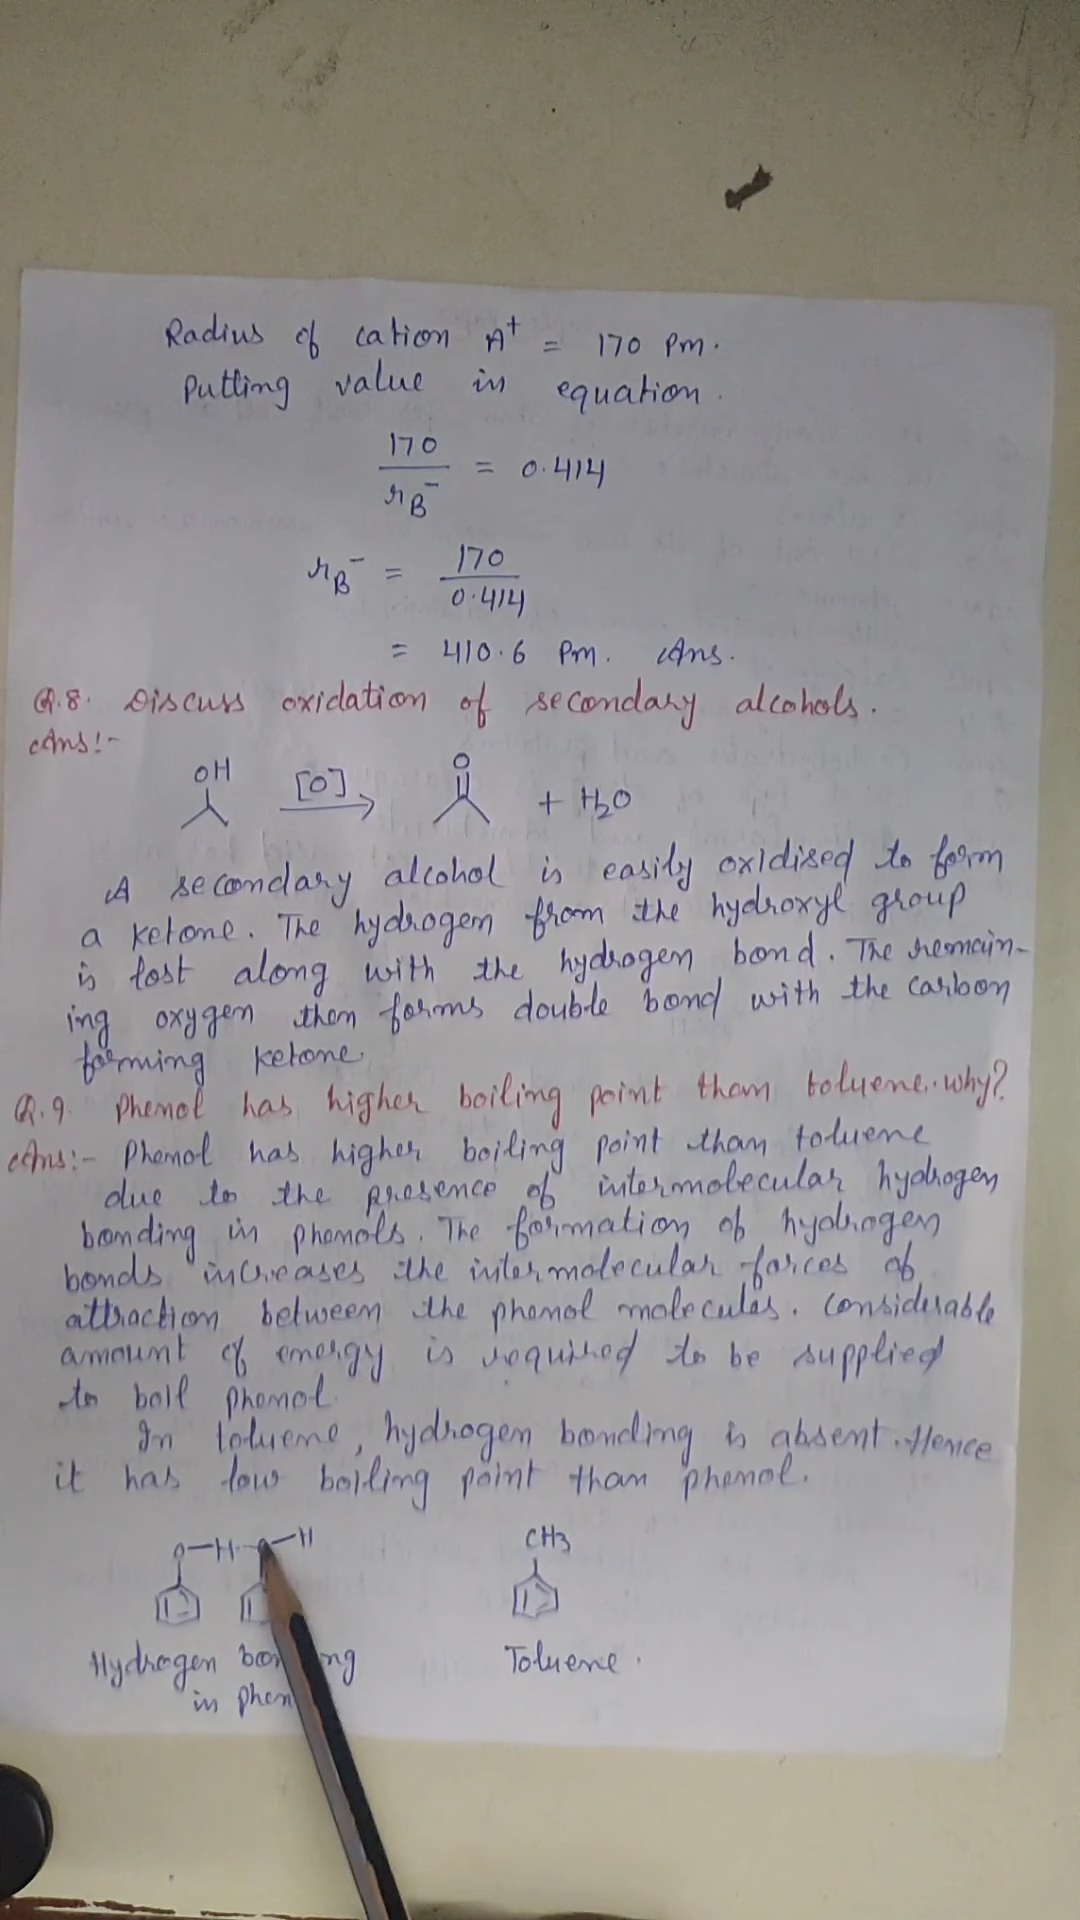 Radius of cation A⁺ = 170 Pm.
Putting value in equation.
170
/ rB⁻ = 0.414
rB⁻ = 170 / 0.414
= 410.6 Pm. Ans.
Q.8. Discuss oxidation of secondary alcohols.
Ans:-
OH [O] O + H₂O
A secondary alcohol is easily oxidised to form
a ketone. The hydrogen from the hydroxyl group
is lost along with the hydrogen bond. The remain-
ing oxygen then forms double bond with the carbon
forming ketone.
Q.9. Phenol has higher boiling point than toluene. why?
Ans:- Phenol has higher boiling point than toluene
due to the presence of intermolecular hydrogen
bonding in phenols. The formation of hydrogen
bonds increases the intermolecular forces of
attraction between the phenol molecules. Considerable
amount of energy is required to be supplied
to boil phenol.
In toluene, hydrogen bonding is absent. Hence
it has low boiling point than phenol.
O-H -H CH₃
Hydrogen Toluene.
in